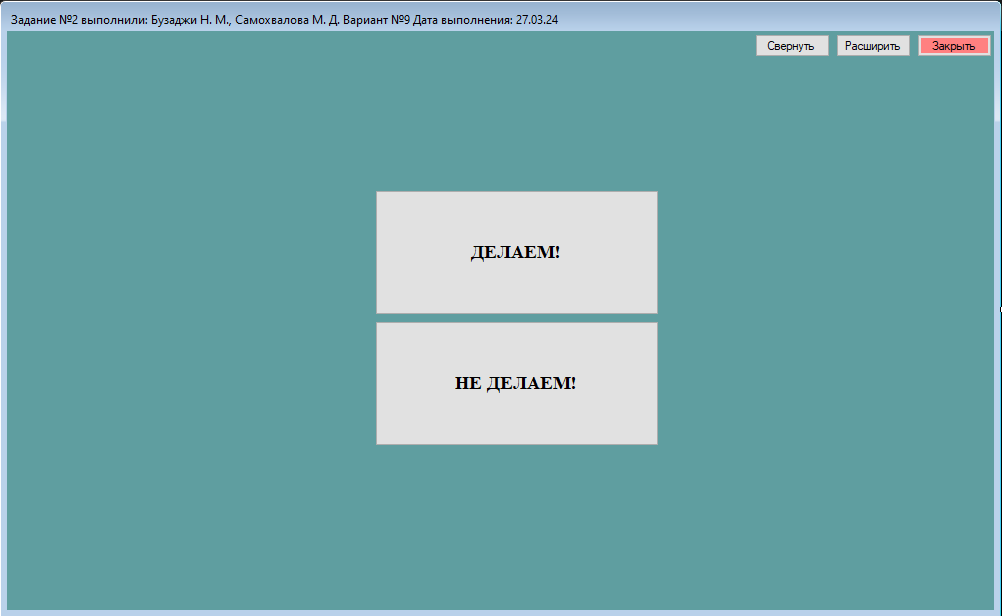 Задание №2 выполнили: Бузаджи Н. М., Самохвалова М. Д. Вариант №9 Дата выполнения: 27.03.24
Свернуть Расширить Закрыть
ДЕЛАЕМ!
НЕ ДЕЛАЕМ!